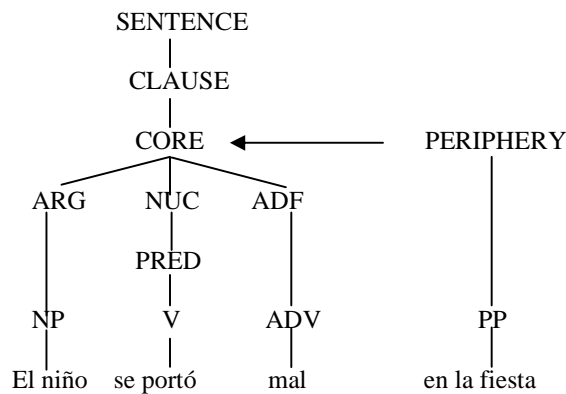 SENTENCE
CLAUSE
CORE PERIPHERY
ARG NUC ADF
PRED
NP V ADV PP
El niño se portó mal en la fiesta